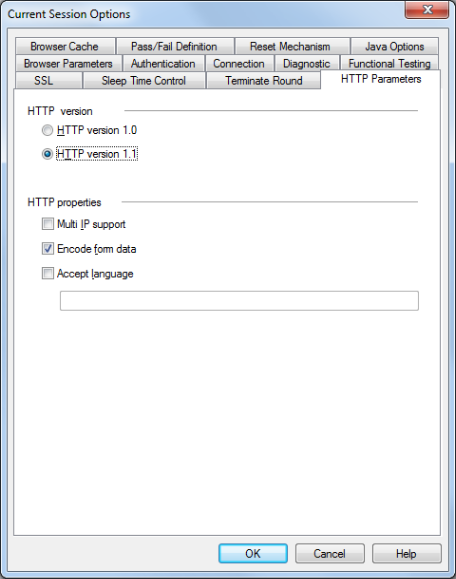 Current Session Options
Browser Cache Pass/Fail Definition Reset Mechanism Java Options
Browser Parameters Authentication Connection Diagnostic Functional Testing
SSL Sleep Time Control Terminate Round HTTP Parameters
HTTP version
HTTP version 1.0
HTTP version 1.1
HTTP properties
Multi IP support
Encode form data
Accept language
OK Cancel Help